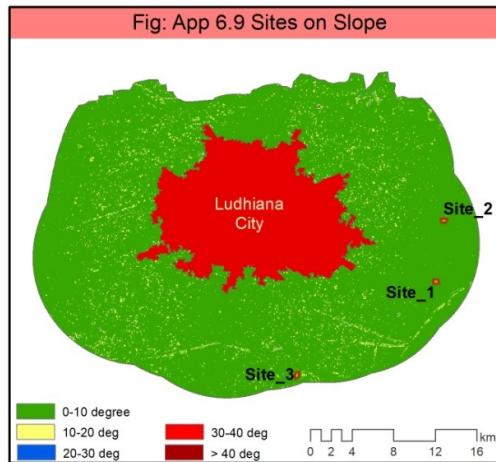 Fig: App 6.9 Sites on Slope
Ludhiana
City
Site_2
Site_1
Site_3
0-10 degree
10-20 deg
20-30 deg
30-40 deg
> 40 deg
km
0 2 4 8 12 16